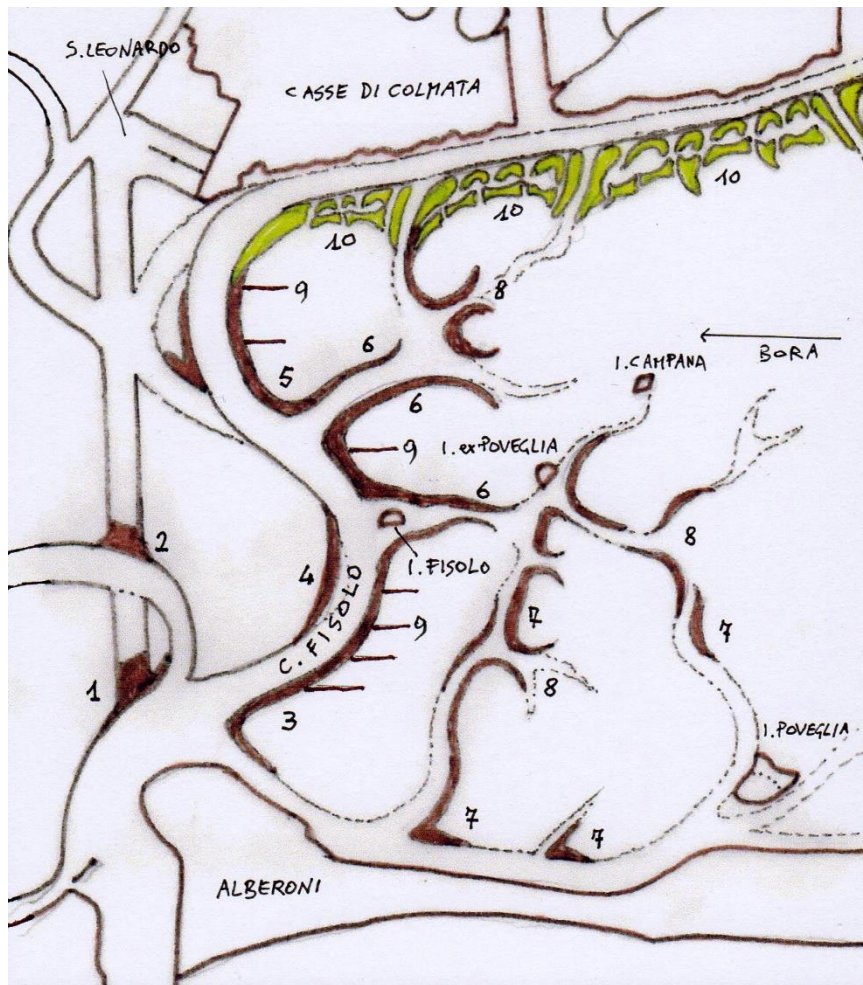 S. LEONARDO
CASSE DI COLMATA
10
10
10
9
8
BORA
6
I. CAMPANA
5
6
9
I. ex POVEGLIA
6
2
8
4
I. FISOLO
C. FISOLO
9
7
7
1
8
3
I. POVEGLIA
7
7
ALBERONI